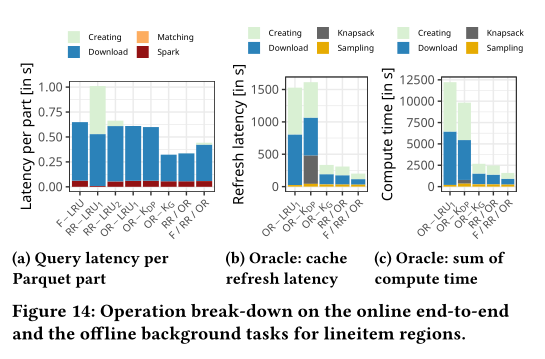 Creating Matching
Download Spark
Creating Knapsack
Download Sampling
Creating Knapsack
Download Sampling
Latency per part [in s]
1.00
0.75
0.50
0.25
0.00
F – LRU
RR – LRU1
RR – LRU2
OR – LRU1
OR – KDP
OR – KG
RR / OR
F / RR / OR
Refresh latency [in s]
1500
1000
500
0
OR – LRU1
OR – KDP
OR – KG
RR / OR
F / RR / OR
Compute time [in s]
12500
10000
7500
5000
2500
0
OR – LRU1
OR – KDP
OR – KG
RR / OR
F / RR / OR
(a) Query latency per
Parquet part
(b) Oracle: cache
refresh latency
(c) Oracle: sum of
compute time
Figure 14: Operation break-down on the online end-to-end
and the offline background tasks for lineitem regions.